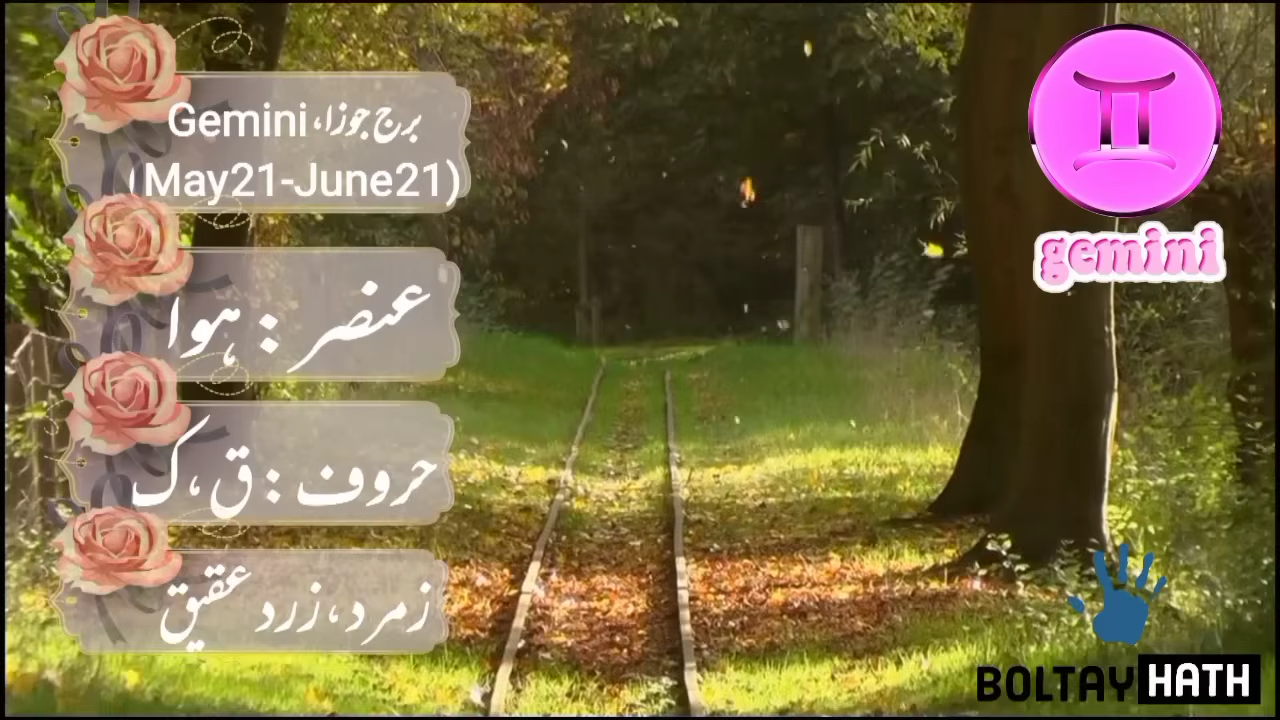 برج جوزا، Gemini
(May21-June21)
عنصر : ہوا
حروف : ق، ک
زمرد، زرد عقیق
gemini
BOLTAY HATH